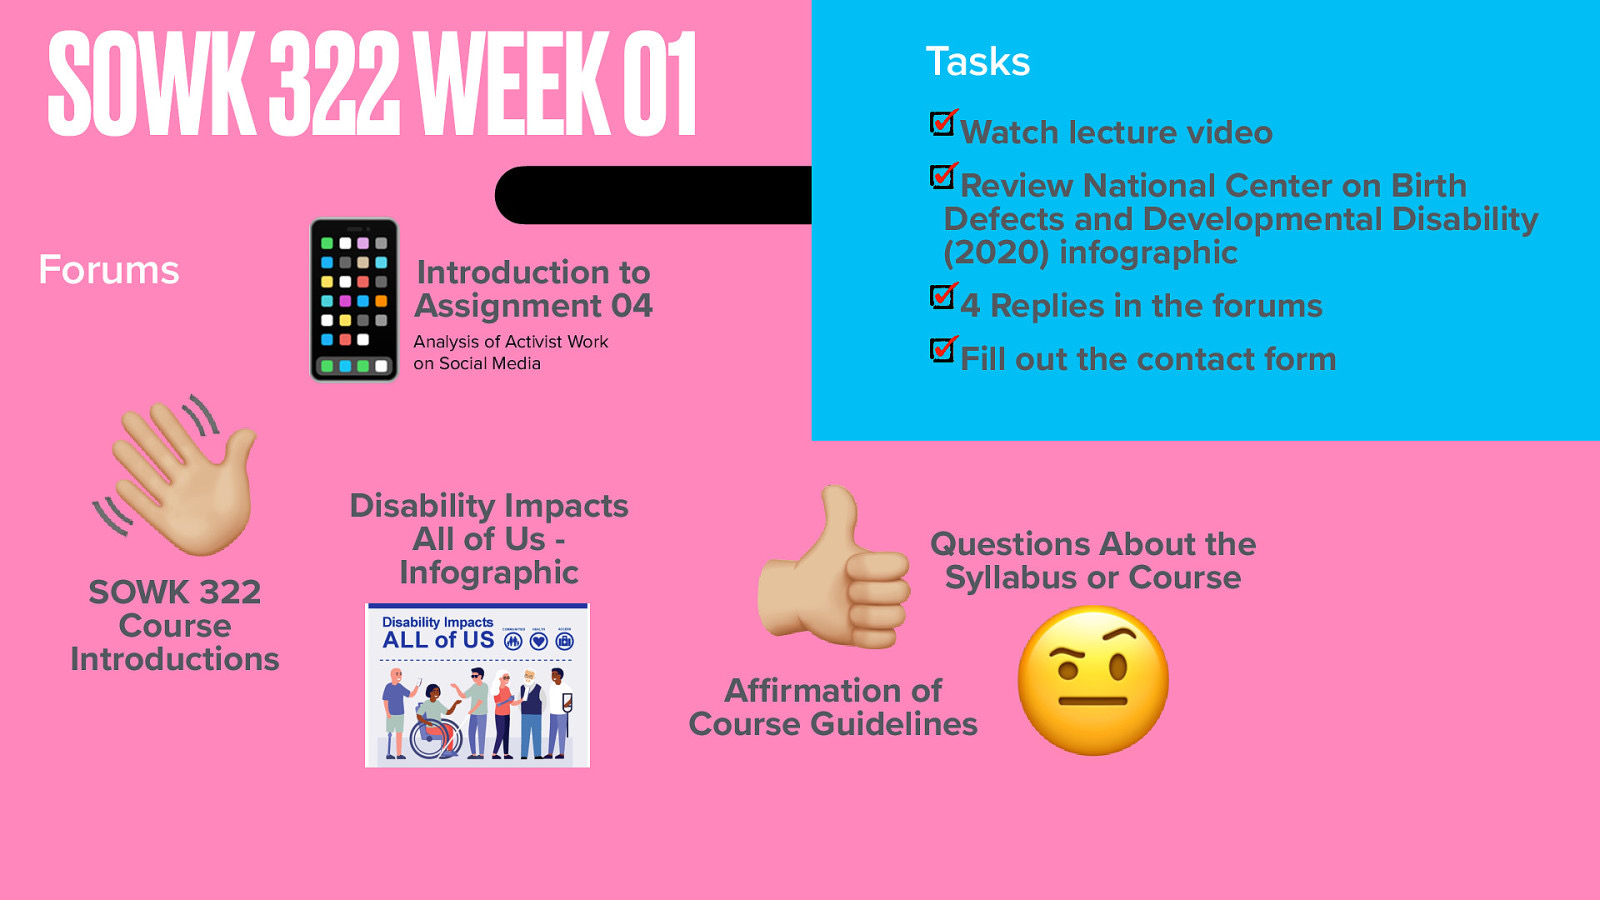 SOWK 322 WEEK 01
Tasks
Watch lecture video
Review National Center on Birth
Defects and Developmental Disability
(2020) infographic
4 Replies in the forums
Fill out the contact form
Forums
Introduction to
Assignment 04
Analysis of Activist Work
on Social Media
SOWK 322
Course
Introductions
Disability Impacts
All of Us -
Infographic
Disability Impacts
ALL of US
COMMUNITIES HEALTH ACCESS
Affirmation of
Course Guidelines
Questions About the
Syllabus or Course